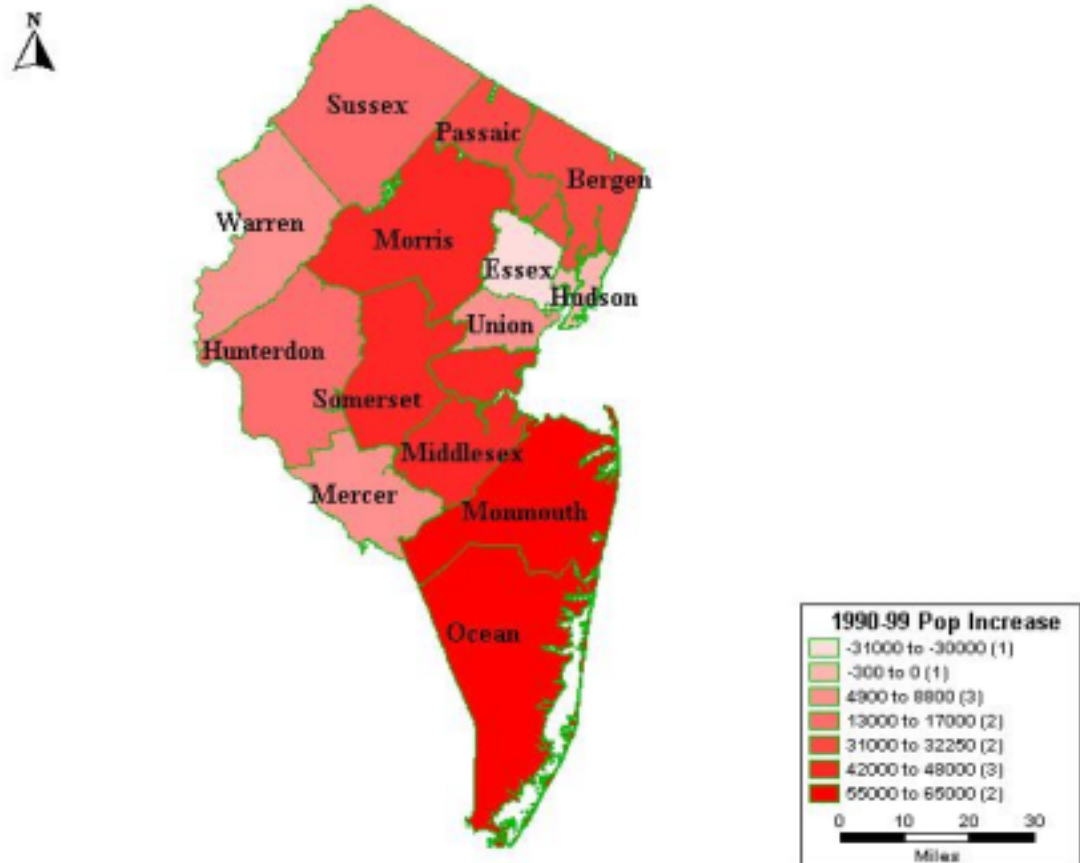 N
Sussex
Passaic
Bergen
Warren
Morris
Essex
Hudson
Union
Hunterdon
Somerset
Middlesex
Mercer
Monmouth
Ocean
1990-99 Pop Increase
-31000 to -30000 (1)
-300 to 0 (1)
4900 to 8800 (3)
13000 to 17000 (2)
31000 to 32250 (2)
42000 to 48000 (3)
55000 to 65000 (2)
0 10 20 30
Miles